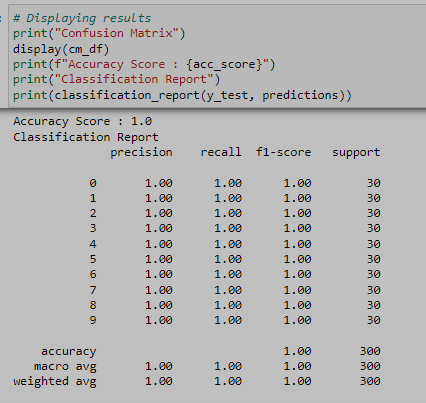 # Displaying results
print("Confusion Matrix")
display(cm_df)
print(f"Accuracy Score : {acc_score}")
print("Classification Report")
print(classification_report(y_test, predictions))
Accuracy Score : 1.0
Classification Report
precision recall f1-score support
0 1.00 1.00 1.00 30
1 1.00 1.00 1.00 30
2 1.00 1.00 1.00 30
3 1.00 1.00 1.00 30
4 1.00 1.00 1.00 30
5 1.00 1.00 1.00 30
6 1.00 1.00 1.00 30
7 1.00 1.00 1.00 30
8 1.00 1.00 1.00 30
9 1.00 1.00 1.00 30
accuracy 1.00 300
macro avg 1.00 1.00 1.00 300
weighted avg 1.00 1.00 1.00 300